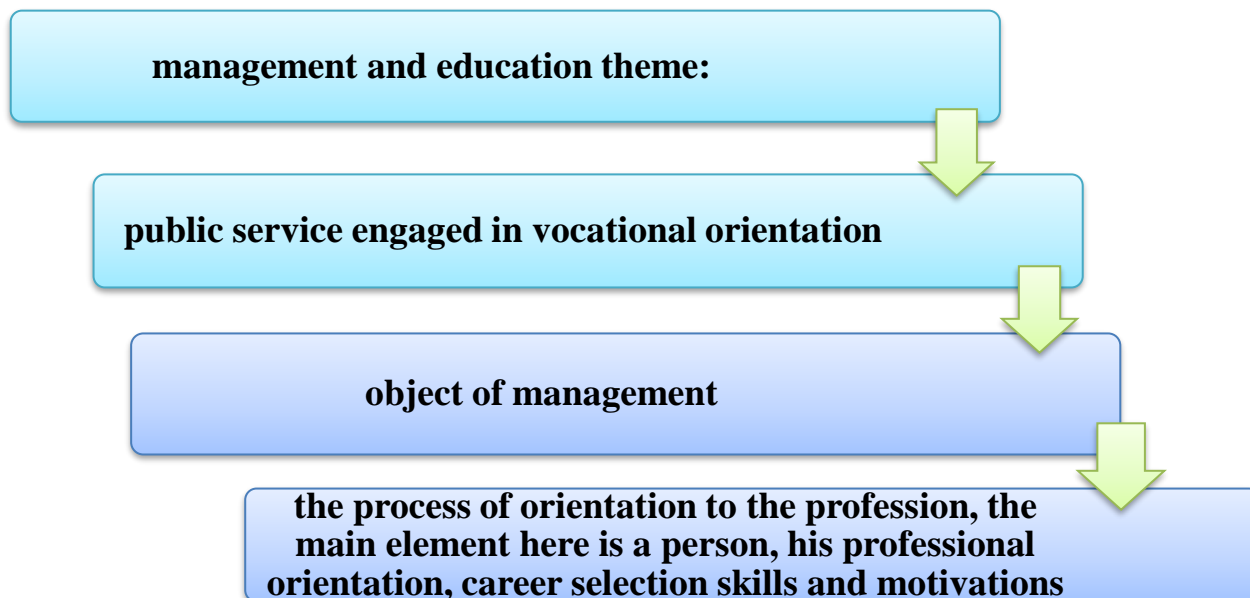 management and education theme:
public service engaged in vocational orientation
object of management
the process of orientation to the profession, the
main element here is a person, his professional
orientation, career selection skills and motivations